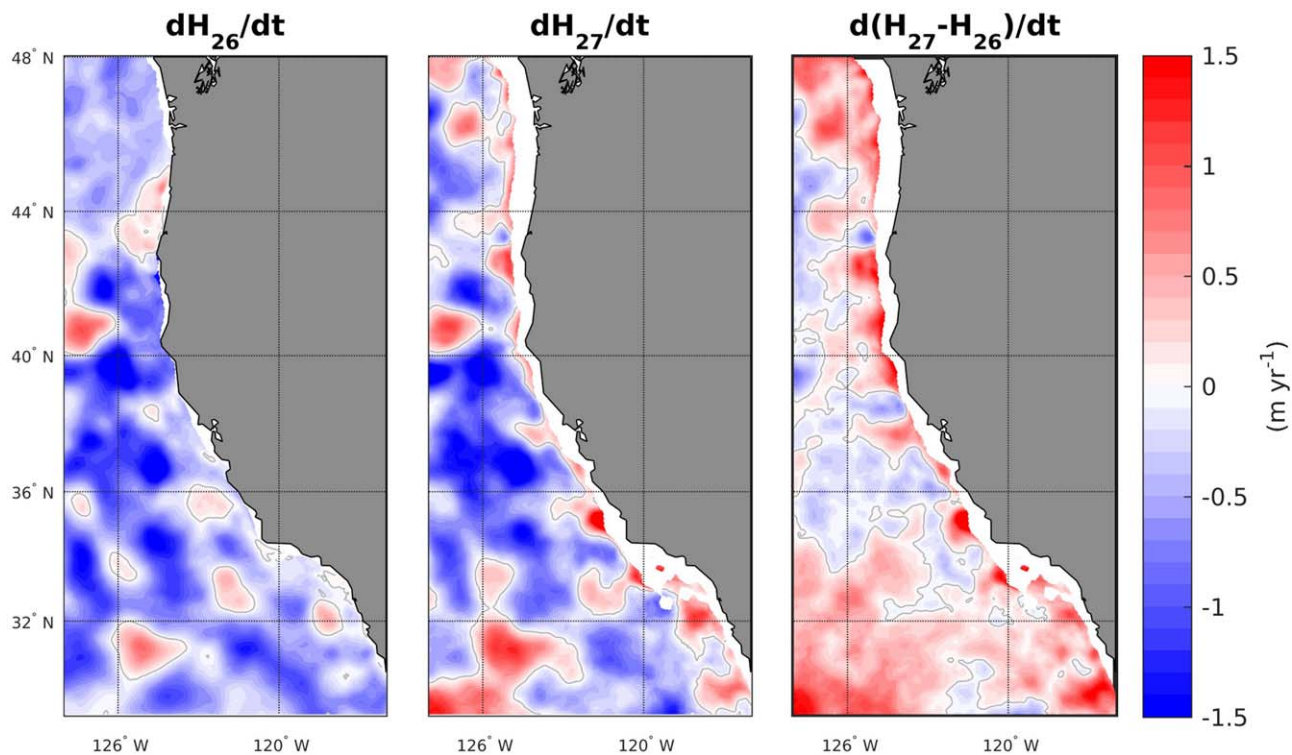 dH₂₆/dt dH₂₇/dt d(H₂₇-H₂₆)/dt
48° N
44° N
40° N
36° N
32° N
126° W 120° W 126° W 120° W 126° W 120° W
1.5
1
0.5
0
-0.5
-1
-1.5
(m yr⁻¹)